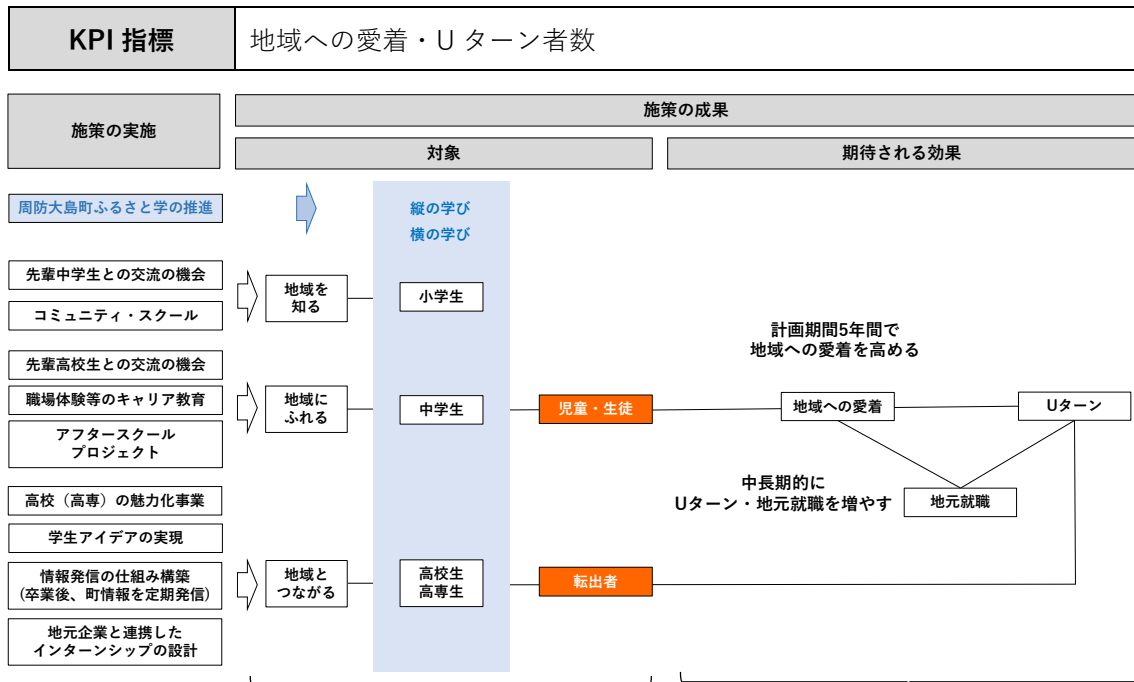 KPI 指標
地域への愛着・U ターン者数
施策の実施
施策の成果
対象
期待される効果
周防大島町ふるさと学の推進
縦の学び
横の学び
先輩中学生との交流の機会
コミュニティ・スクール
地域を
知る
小学生
計画期間5年間で
地域への愛着を高める
先輩高校生との交流の機会
職場体験等のキャリア教育
アフタースクール
プロジェクト
地域に
ふれる
中学生
児童・生徒
地域への愛着
Uターン
中長期的に
Uターン・地元就職を増やす
地元就職
高校（高専）の魅力化事業
学生アイデアの実現
情報発信の仕組み構築
(卒業後、町情報を定期発信)
地元企業と連携した
インターンシップの設計
地域と
つながる
高校生
高専生
転出者